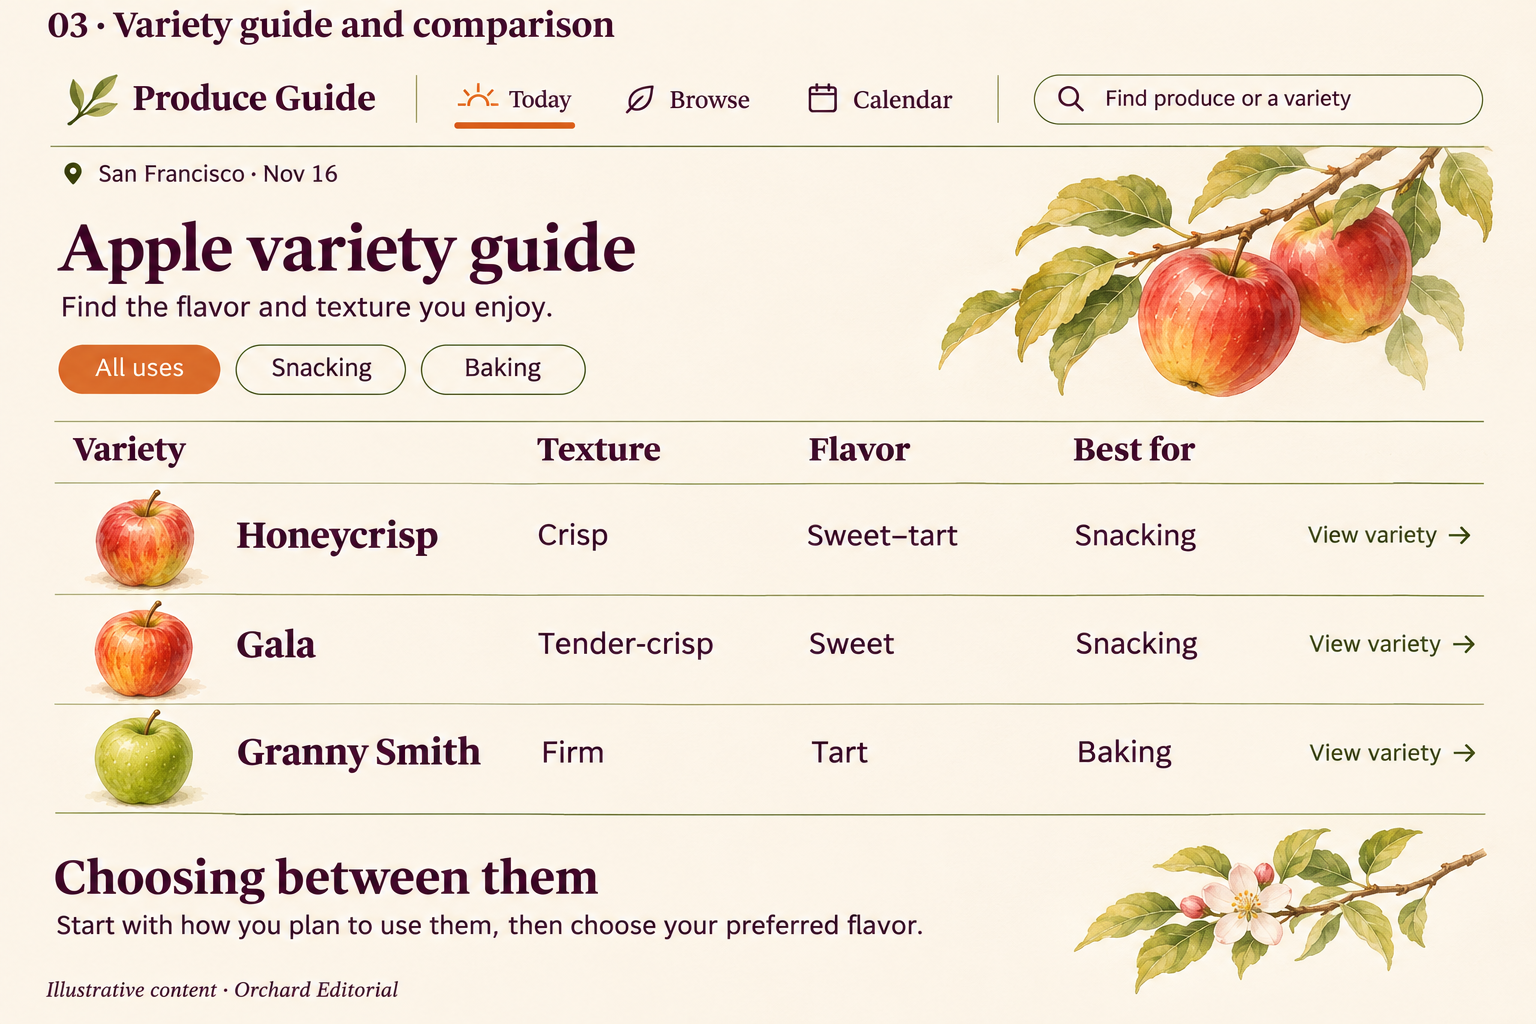 03 · Variety guide and comparison
Produce Guide
Today
Browse
Calendar
Find produce or a variety
San Francisco · Nov 16
Apple variety guide
Find the flavor and texture you enjoy.
All uses
Snacking
Baking
Variety Texture Flavor Best for
Honeycrisp Crisp Sweet–tart Snacking View variety →
Gala Tender-crisp Sweet Snacking View variety →
Granny Smith Firm Tart Baking View variety →
Choosing between them
Start with how you plan to use them, then choose your preferred flavor.
Illustrative content · Orchard Editorial